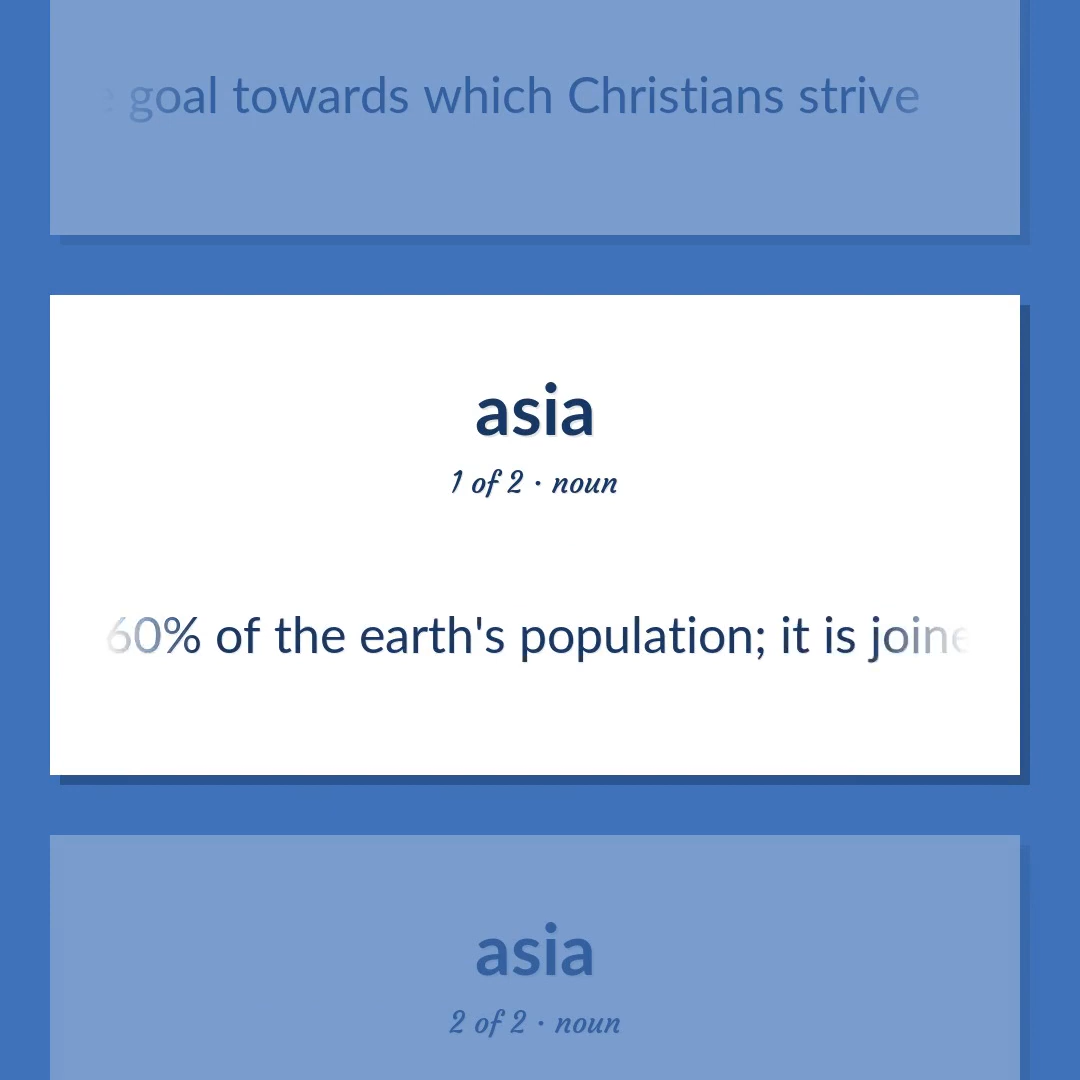 goal towards which Christians strive
asia
1 of 2 · noun
60% of the earth's population; it is joine
asia
2 of 2 · noun